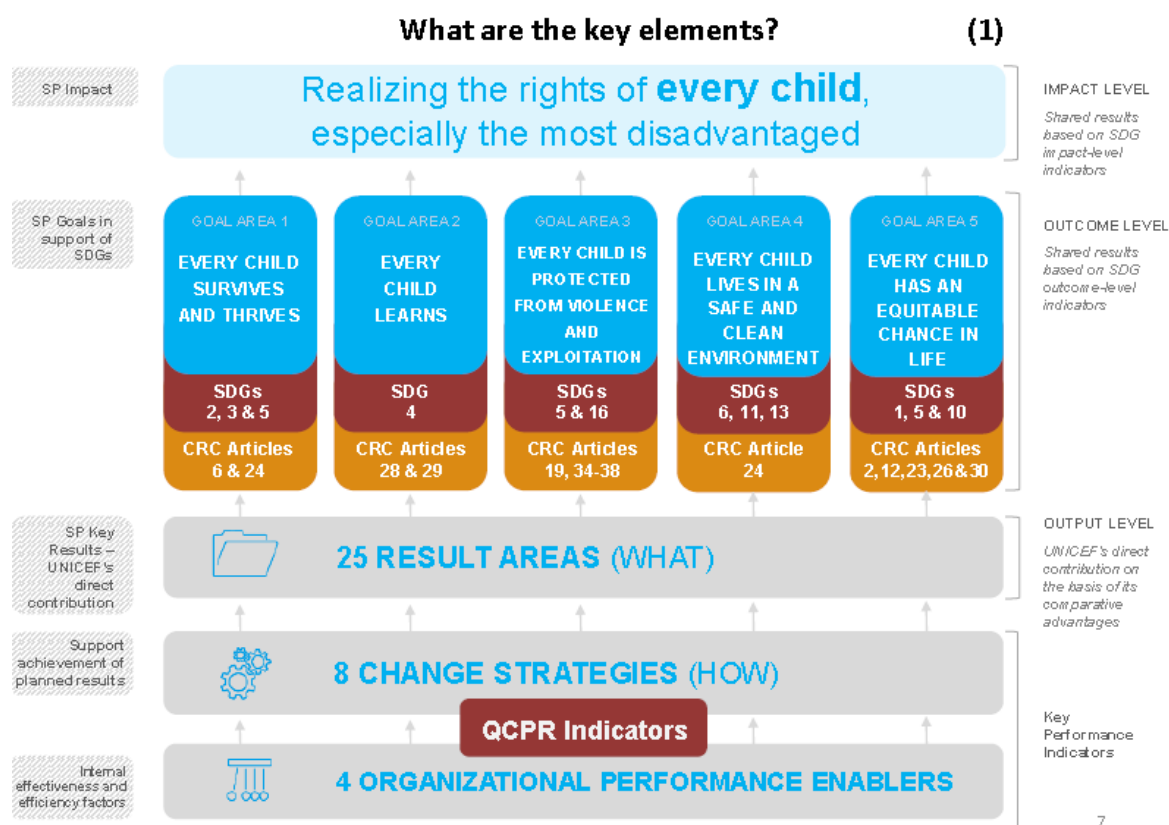 What are the key elements? (1)
SP Impact
Realizing the rights of every child,
especially the most disadvantaged
IMPACT LEVEL
Shared results
based on SDG
impact-level
indicators
SP Goals in
support of
SDGs
GOAL AREA 1
EVERY CHILD
SURVIVES
AND THRIVES
SDGs
2, 3 & 5
CRC Articles
6 & 24
GOAL AREA 2
EVERY
CHILD
LEARNS
SDG
4
CRC Articles
28 & 29
GOAL AREA 3
EVERY CHILD IS
PROTECTED
FROM VIOLENCE
AND
EXPLOITATION
SDGs
5 & 16
CRC Articles
19, 34-38
GOAL AREA 4
EVERY CHILD
LIVES IN A
SAFE AND
CLEAN
ENVIRONMENT
SDGs
6, 11, 13
CRC Article
24
GOAL AREA 5
EVERY CHILD
HAS AN
EQUITABLE
CHANCE IN
LIFE
SDGs
1, 5 & 10
CRC Articles
2,12,23,26&30
OUTCOME LEVEL
Shared results
based on SDG
outcome-level
indicators
SP Key
Results –
UNICEF's
direct
contribution
25 RESULT AREAS (WHAT)
OUTPUT LEVEL
UNICEF's direct
contribution on
the basis of its
comparative
advantages
Support
achievement of
planned results
8 CHANGE STRATEGIES (HOW)
QCPR Indicators
Key
Performance
Indicators
Internal
effectiveness and
efficiency factors
4 ORGANIZATIONAL PERFORMANCE ENABLERS
7